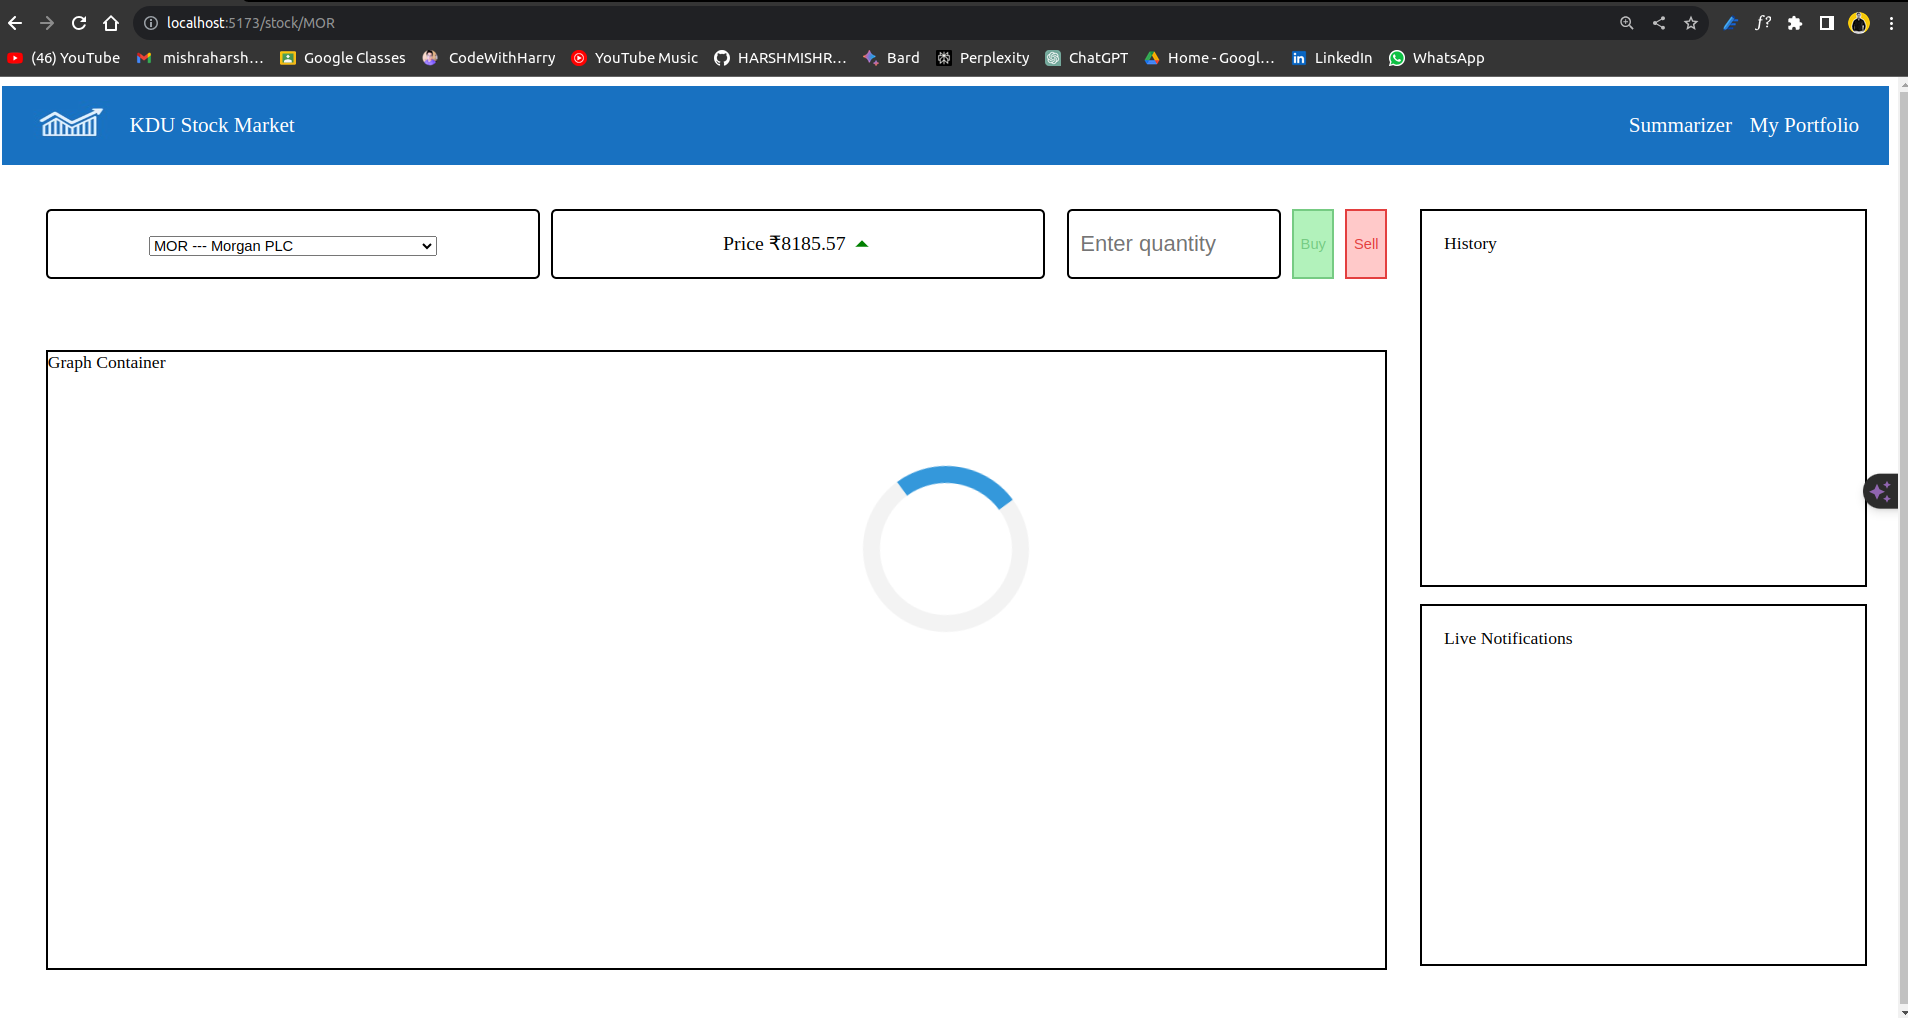 localhost:5173/stock/MOR
(46) YouTube mishraharsh... Google Classes CodeWithHarry YouTube Music HARSHMISHR... Bard Perplexity ChatGPT Home - Googl... LinkedIn WhatsApp
KDU Stock Market Summarizer My Portfolio
MOR --- Morgan PLC
Price ₹8185.57
Enter quantity
Buy
Sell
History
Graph Container
Live Notifications